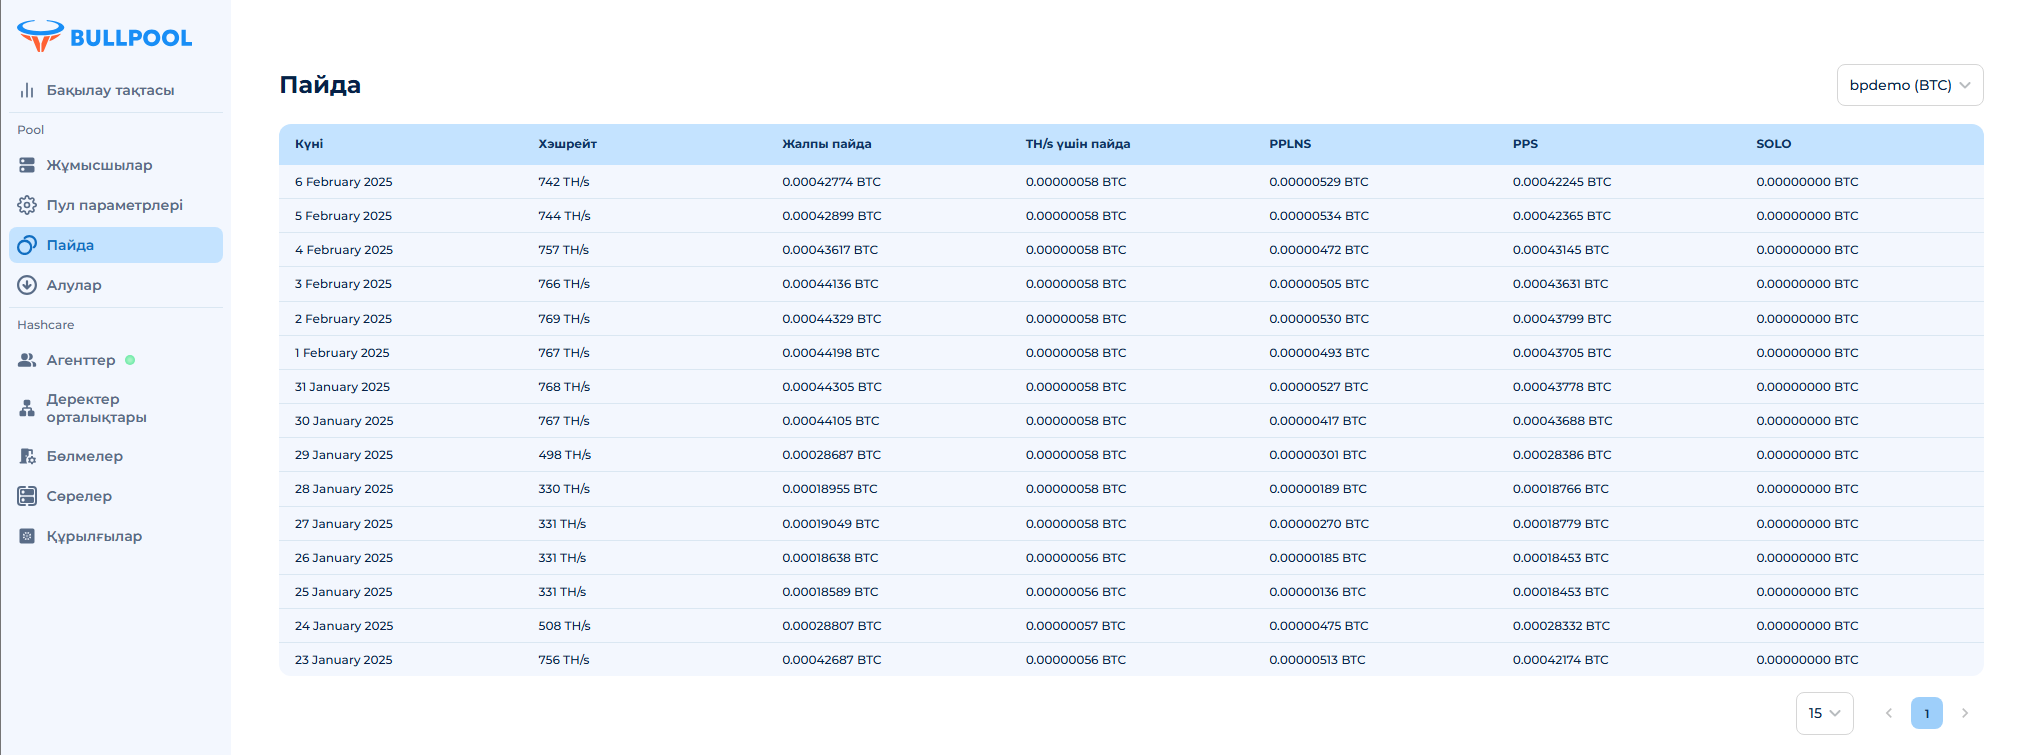 BULLPOOL
Бақылау тақтасы
Pool
Жұмысшылар
Пул параметрлері
Пайда
Алулар
Hashcare
Агенттер
Деректер
орталықтары
Бөлмелер
Сөрелер
Құрылғылар
Пайда
bpdemo (BTC)
Күні Хэшрейт Жалпы пайда TH/s үшін пайда PPLNS PPS SOLO
6 February 2025 742 TH/s 0.00042774 BTC 0.00000058 BTC 0.00000529 BTC 0.00042245 BTC 0.00000000 BTC
5 February 2025 744 TH/s 0.00042899 BTC 0.00000058 BTC 0.00000534 BTC 0.00042365 BTC 0.00000000 BTC
4 February 2025 757 TH/s 0.00043617 BTC 0.00000058 BTC 0.00000472 BTC 0.00043145 BTC 0.00000000 BTC
3 February 2025 766 TH/s 0.00044136 BTC 0.00000058 BTC 0.00000505 BTC 0.00043631 BTC 0.00000000 BTC
2 February 2025 769 TH/s 0.00044329 BTC 0.00000058 BTC 0.00000530 BTC 0.00043799 BTC 0.00000000 BTC
1 February 2025 767 TH/s 0.00044198 BTC 0.00000058 BTC 0.00000493 BTC 0.00043705 BTC 0.00000000 BTC
31 January 2025 768 TH/s 0.00044305 BTC 0.00000058 BTC 0.00000527 BTC 0.00043778 BTC 0.00000000 BTC
30 January 2025 767 TH/s 0.00044105 BTC 0.00000058 BTC 0.00000417 BTC 0.00043688 BTC 0.00000000 BTC
29 January 2025 498 TH/s 0.00028687 BTC 0.00000058 BTC 0.00000301 BTC 0.00028386 BTC 0.00000000 BTC
28 January 2025 330 TH/s 0.00018955 BTC 0.00000058 BTC 0.00000189 BTC 0.00018766 BTC 0.00000000 BTC
27 January 2025 331 TH/s 0.00019049 BTC 0.00000058 BTC 0.00000270 BTC 0.00018779 BTC 0.00000000 BTC
26 January 2025 331 TH/s 0.00018638 BTC 0.00000056 BTC 0.00000185 BTC 0.00018453 BTC 0.00000000 BTC
25 January 2025 331 TH/s 0.00018589 BTC 0.00000056 BTC 0.00000136 BTC 0.00018453 BTC 0.00000000 BTC
24 January 2025 508 TH/s 0.00028807 BTC 0.00000057 BTC 0.00000475 BTC 0.00028332 BTC 0.00000000 BTC
23 January 2025 756 TH/s 0.00042687 BTC 0.00000056 BTC 0.00000513 BTC 0.00042174 BTC 0.00000000 BTC
15 1